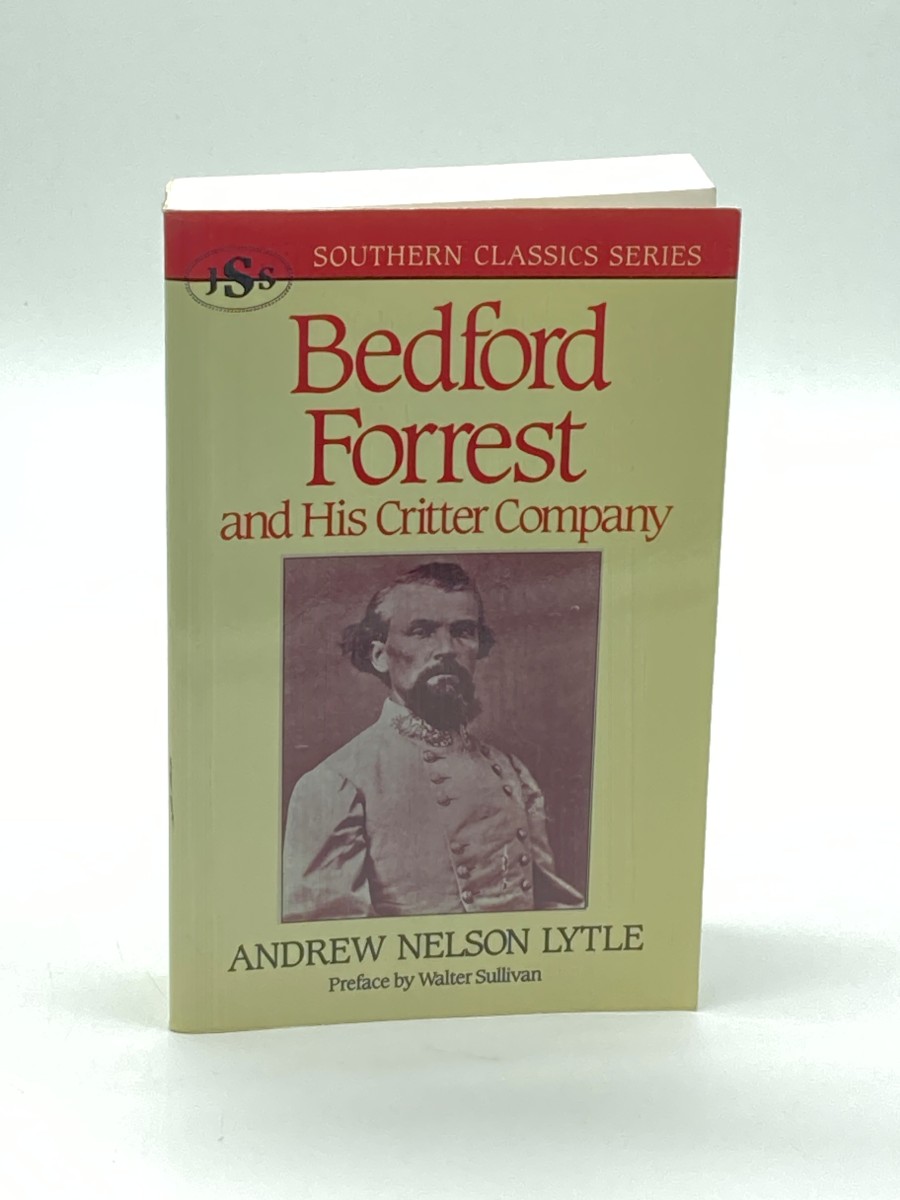 SOUTHERN CLASSICS SERIES
JSS
Bedford
Forrest
and His Critter Company
ANDREW NELSON LYTLE
Preface by Walter Sullivan